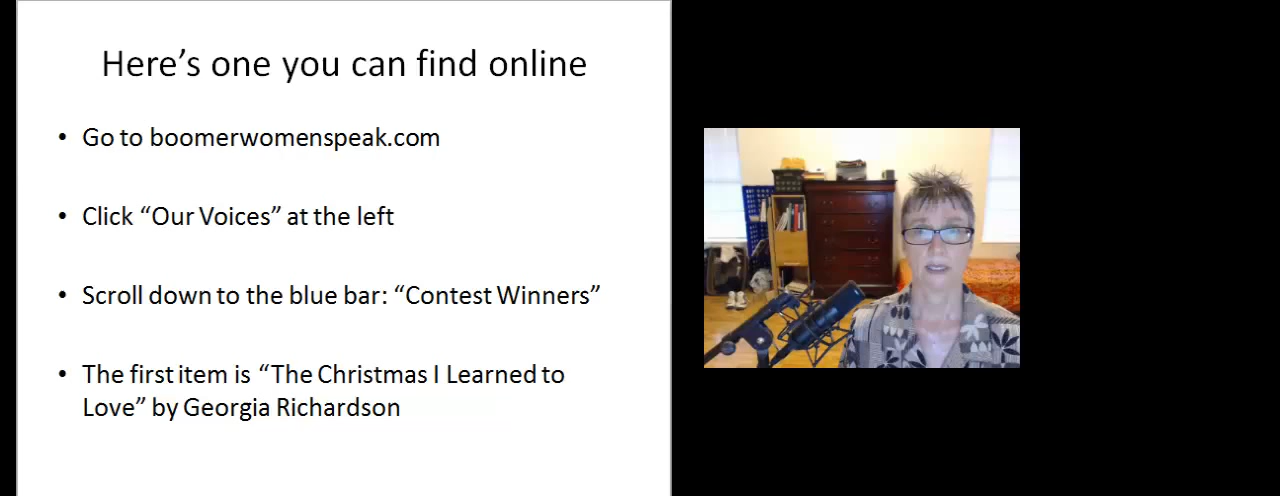 Here’s one you can find online
• Go to boomerwomenspeak.com
• Click “Our Voices” at the left
• Scroll down to the blue bar: “Contest Winners”
• The first item is “The Christmas I Learned to
Love” by Georgia Richardson